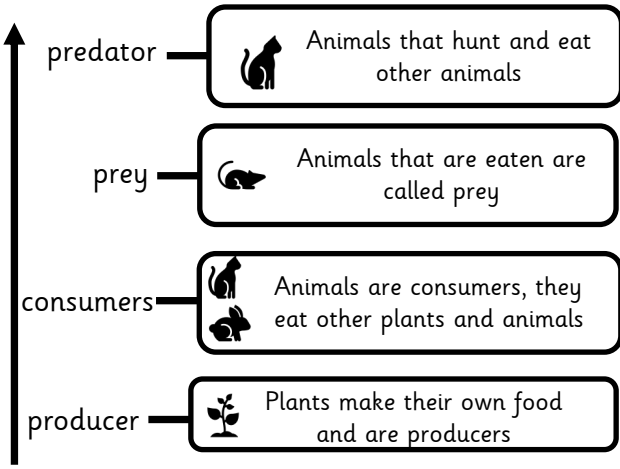 predator
Animals that hunt and eat
other animals
prey
Animals that are eaten are
called prey
consumers
Animals are consumers, they
eat other plants and animals
producer
Plants make their own food
and are producers